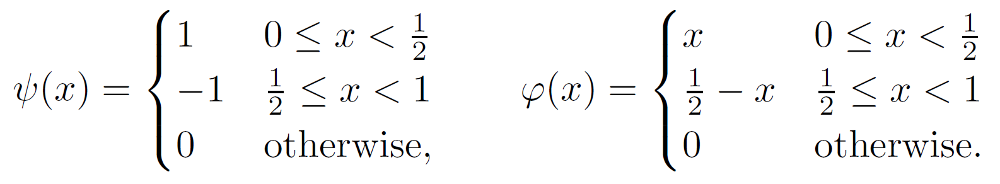 ψ(x) = { 1 0 ≤ x < 1/2 φ(x) = { x 0 ≤ x < 1/2
−1 1/2 ≤ x < 1 1/2 − x 1/2 ≤ x < 1
0 otherwise, 0 otherwise.